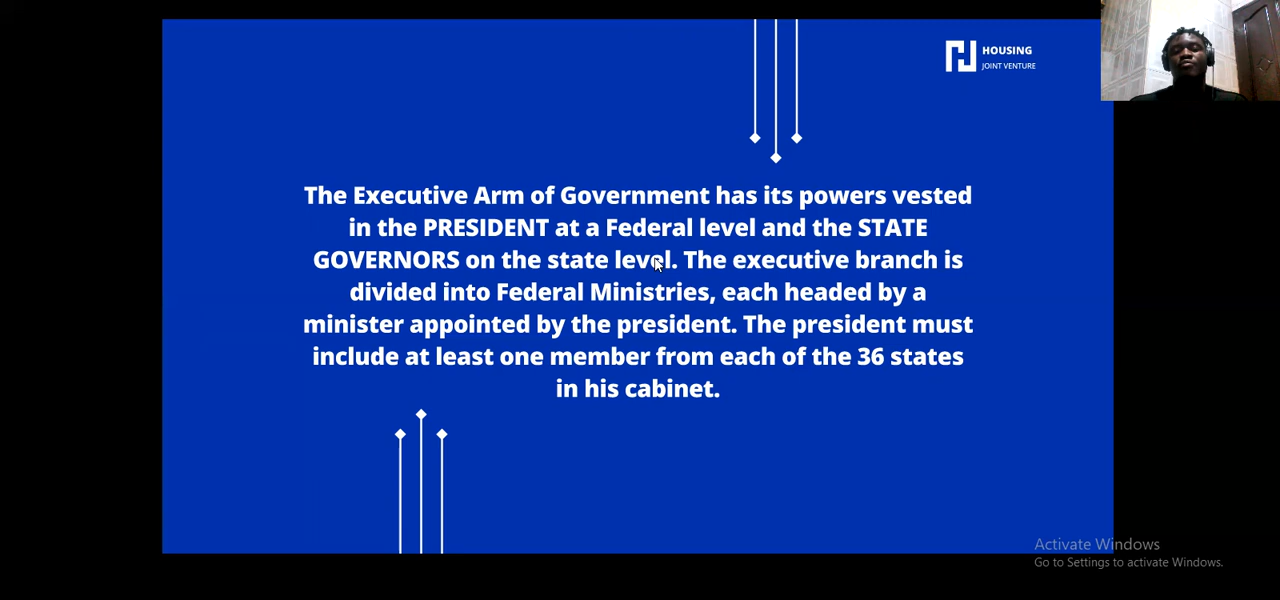 HOUSING
JOINT VENTURE
The Executive Arm of Government has its powers vested
in the PRESIDENT at a Federal level and the STATE
GOVERNORS on the state level. The executive branch is
divided into Federal Ministries, each headed by a
minister appointed by the president. The president must
include at least one member from each of the 36 states
in his cabinet.
Activate Windows
Go to Settings to activate Windows.